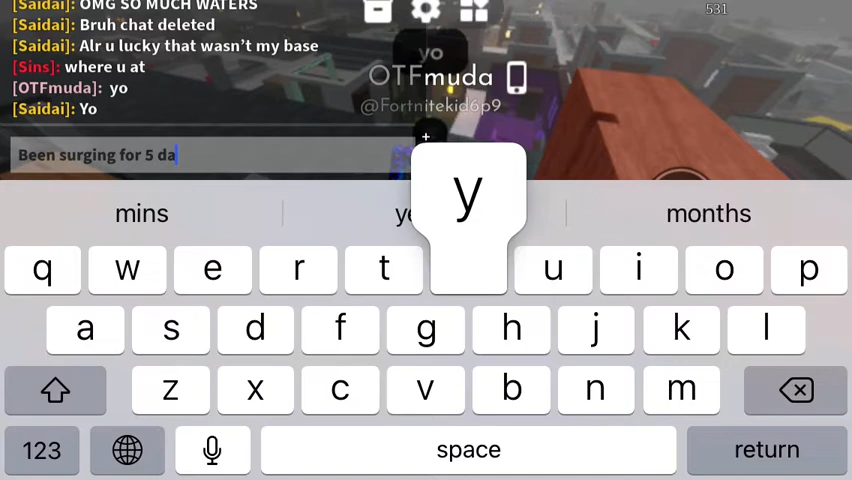 [Saidai]: OMG SO MUCH WATERS
[Saidai]: Bruh chat deleted
[Saidai]: Alr u lucky that wasn't my base
[Sins]: where u at
[OTFmuda]: yo
[Saidai]: Yo
531
yo
OTFmuda
@Fortnitekid6p9
Been surging for 5 da
mins
months
y
q w e r t u i o p
a s d f g h j k l
z x c v b n m
123 space return